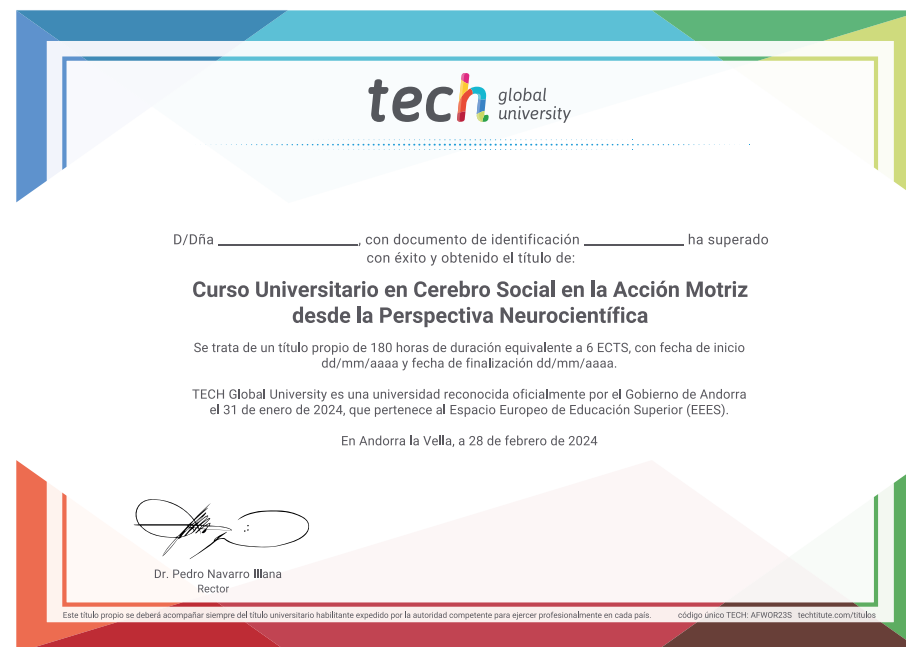 tech global university
D/Dña ____________________, con documento de identificación ______________ ha superado
con éxito y obtenido el título de:
Curso Universitario en Cerebro Social en la Acción Motriz
desde la Perspectiva Neurocientífica
Se trata de un título propio de 180 horas de duración equivalente a 6 ECTS, con fecha de inicio
dd/mm/aaaa y fecha de finalización dd/mm/aaaa.
TECH Global University es una universidad reconocida oficialmente por el Gobierno de Andorra
el 31 de enero de 2024, que pertenece al Espacio Europeo de Educación Superior (EEES).
En Andorra la Vella, a 28 de febrero de 2024
Dr. Pedro Navarro Illana
Rector
Este título propio se deberá acompañar siempre del título universitario habilitante expedido por la autoridad competente para ejercer profesionalmente en cada país. código único TECH: AFWOR23S techtitute.com/titulos